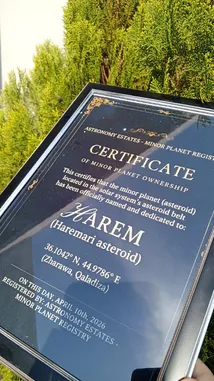 ASTRONOMY ESTATES - MINOR PLANET REGIST
CERTIFICATE
OF MINOR PLANET OWNERSHIP
This certifies that the minor planet (asteroid)
located in the solar system's asteroid belt
has been officially named and dedicated to:
HAREM
(Haremari asteroid)
36.1042° N, 44.9786° E
(Zharawa, Qaladiza)
ON THIS DAY, APRIL 10th, 2026
REGISTERED BY: ASTRONOMY ESTATES -
MINOR PLANET REGISTRY